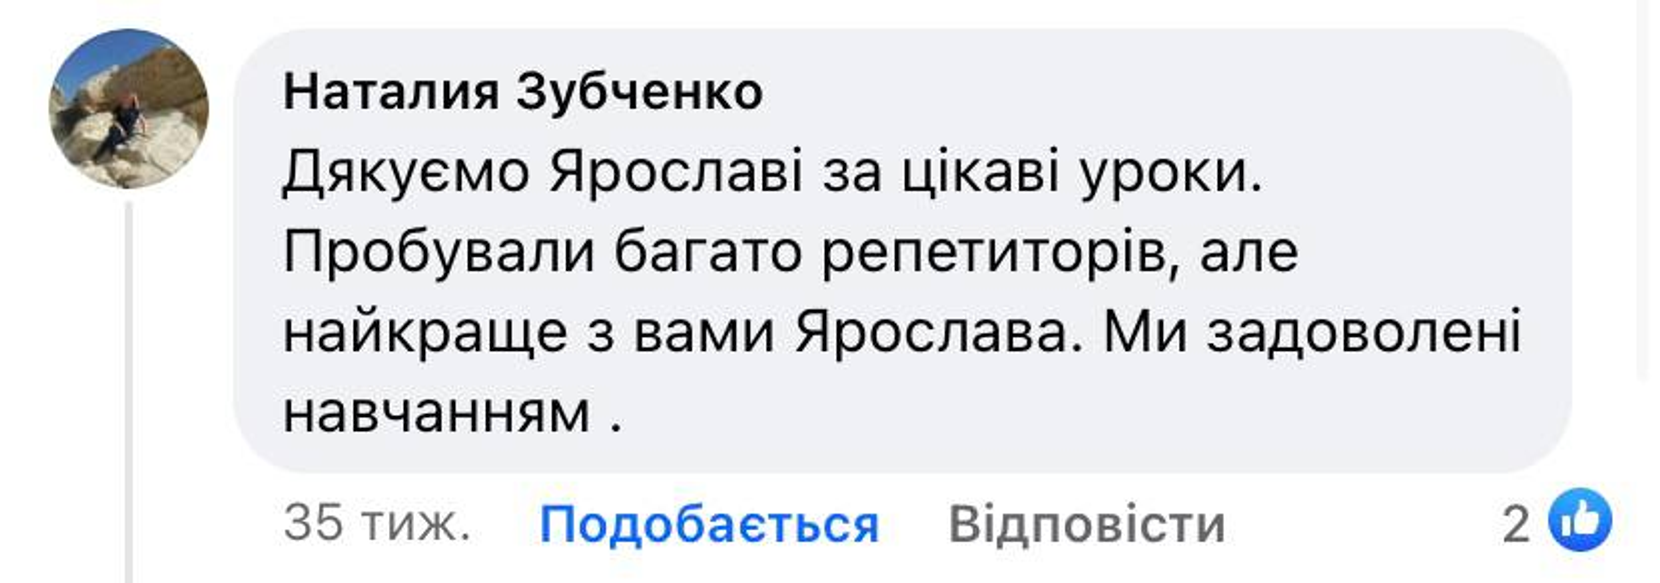 Наталия Зубченко
Дякуємо Ярославі за цікаві уроки.
Пробували багато репетиторів, але
найкраще з вами Ярослава. Ми задоволені
навчанням .
35 тиж. Подобається Відповісти 2